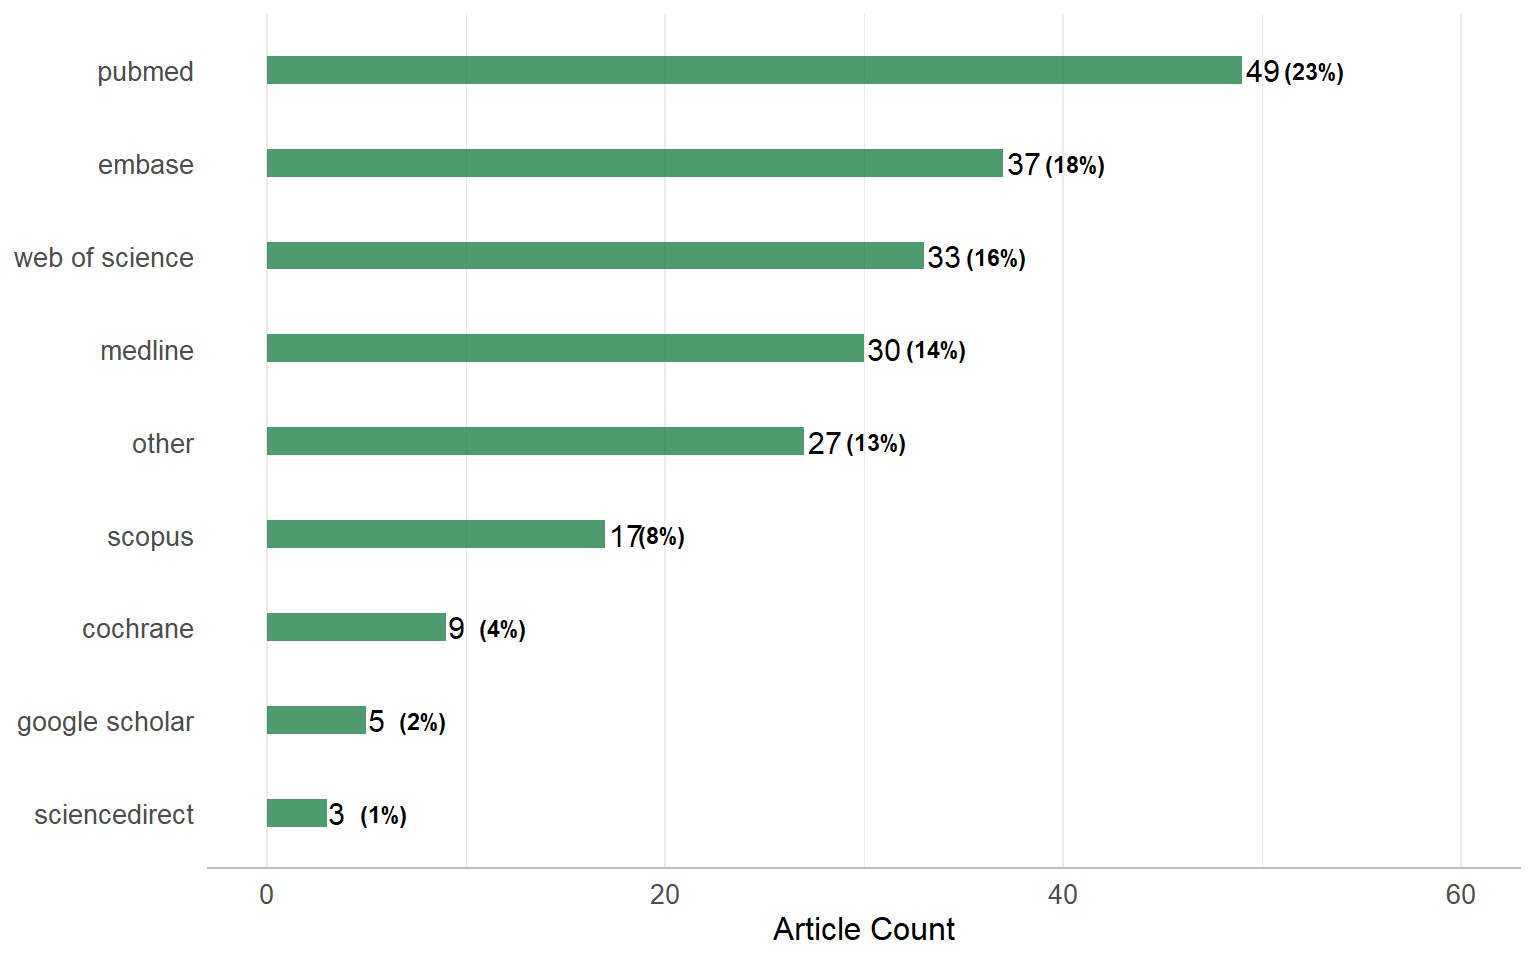 pubmed 49 (23%)
embase 37 (18%)
web of science 33 (16%)
medline 30 (14%)
other 27 (13%)
scopus 17 (8%)
cochrane 9 (4%)
google scholar 5 (2%)
sciencedirect 3 (1%)
0 20 40 60
Article Count